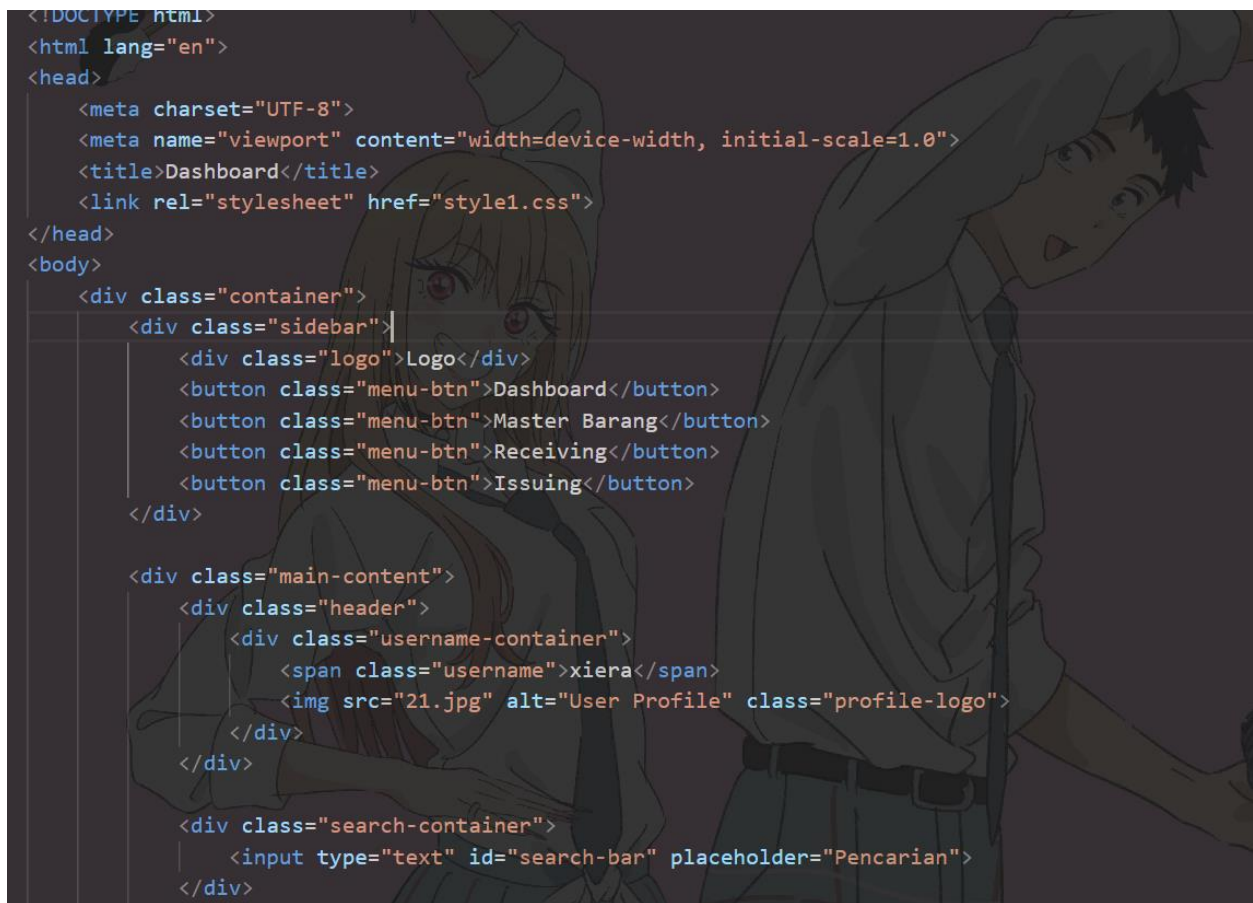 <!DOCTYPE html>
<html lang="en">
<head>
    <meta charset="UTF-8">
    <meta name="viewport" content="width=device-width, initial-scale=1.0">
    <title>Dashboard</title>
    <link rel="stylesheet" href="style1.css">
</head>
<body>
    <div class="container">
        <div class="sidebar">
            <div class="logo">Logo</div>
            <button class="menu-btn">Dashboard</button>
            <button class="menu-btn">Master Barang</button>
            <button class="menu-btn">Receiving</button>
            <button class="menu-btn">Issuing</button>
        </div>

        <div class="main-content">
            <div class="header">
                <div class="username-container">
                    <span class="username">xiera</span>
                    <img src="21.jpg" alt="User Profile" class="profile-logo">
                </div>
            </div>

            <div class="search-container">
                <input type="text" id="search-bar" placeholder="Pencarian">
            </div>